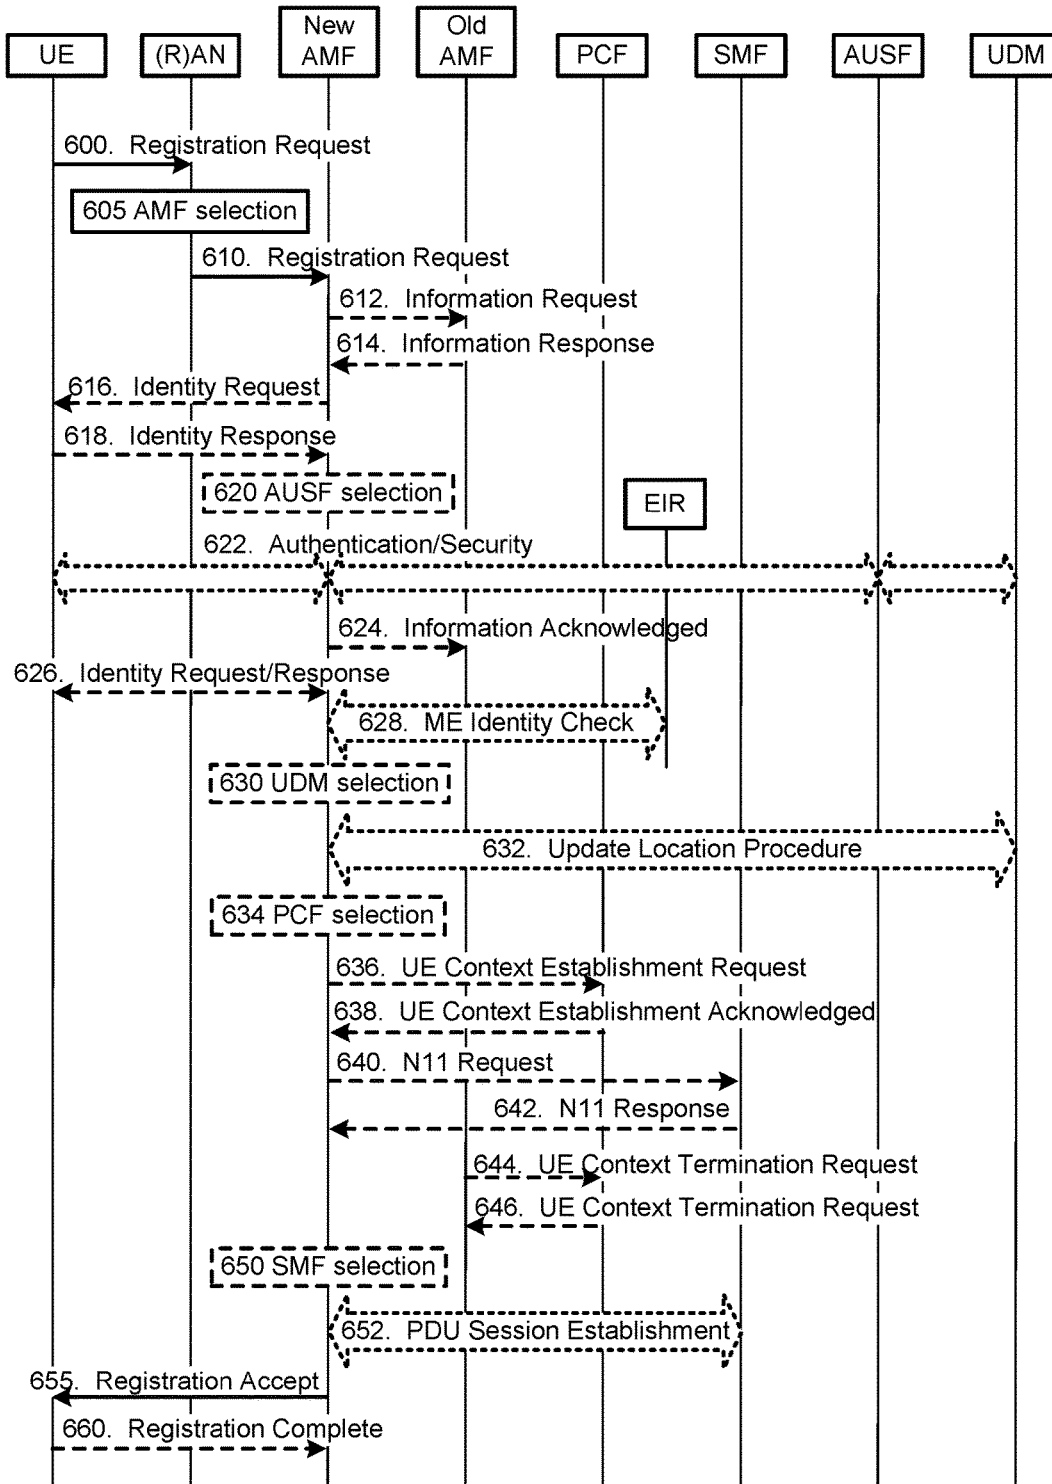 UE
(R)AN
New
AMF
Old
AMF
PCF
SMF
AUSF
UDM
600. Registration Request
605 AMF selection
610. Registration Request
612. Information Request
614. Information Response
616. Identity Request
618. Identity Response
620 AUSF selection
EIR
622. Authentication/Security
624. Information Acknowledged
626. Identity Request/Response
628. ME Identity Check
630 UDM selection
632. Update Location Procedure
634 PCF selection
636. UE Context Establishment Request
638. UE Context Establishment Acknowledged
640. N11 Request
642. N11 Response
644. UE Context Termination Request
646. UE Context Termination Request
650 SMF selection
652. PDU Session Establishment
655. Registration Accept
660. Registration Complete